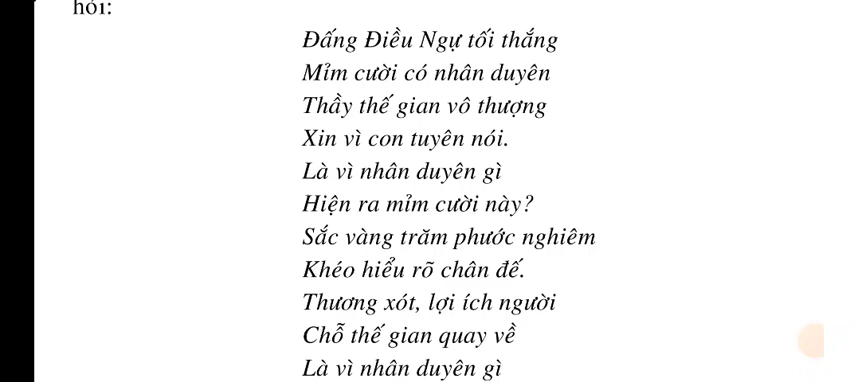 hỏi:
Đấng Điều Ngự tối thắng
Mỉm cười có nhân duyên
Thầy thế gian vô thượng
Xin vì con tuyên nói.
Là vì nhân duyên gì
Hiện ra mỉm cười này?
Sắc vàng trăm phước nghiêm
Khéo hiểu rõ chân đế.
Thương xót, lợi ích người
Chỗ thế gian quay về
Là vì nhân duyên gì